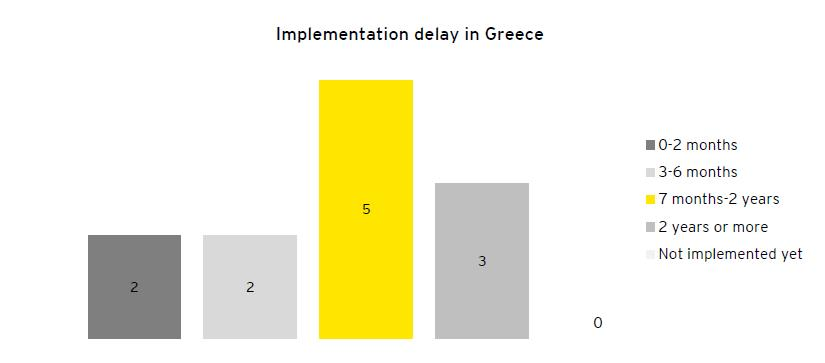 Implementation delay in Greece
2
2
5
3
0
0-2 months
3-6 months
7 months-2 years
2 years or more
Not implemented yet